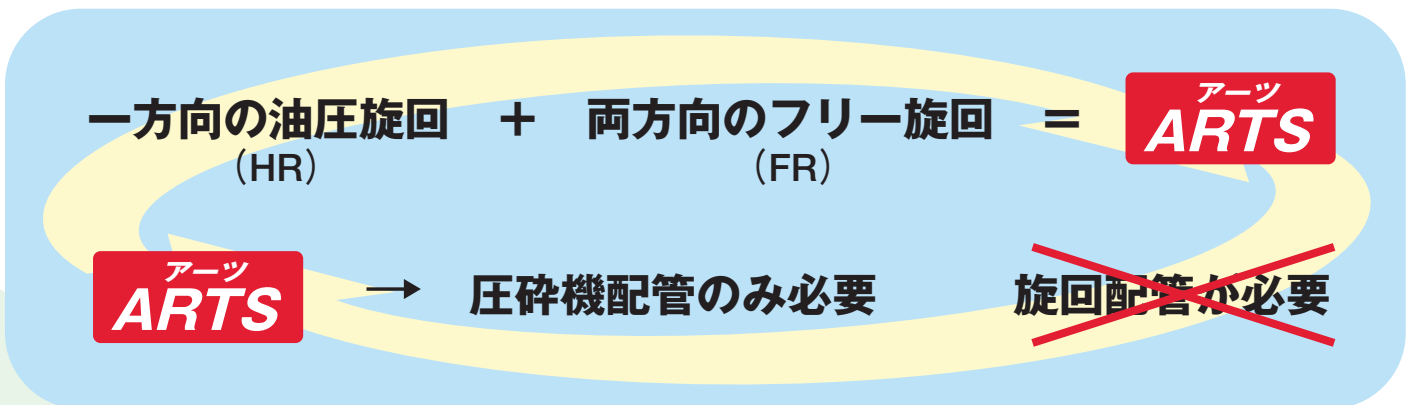 アーツ
一方向の油圧旋回 + 両方向のフリー旋回 = ARTS
(HR) (FR)
アーツ
ARTS → 圧砕機配管のみ必要 旋回配管が必要